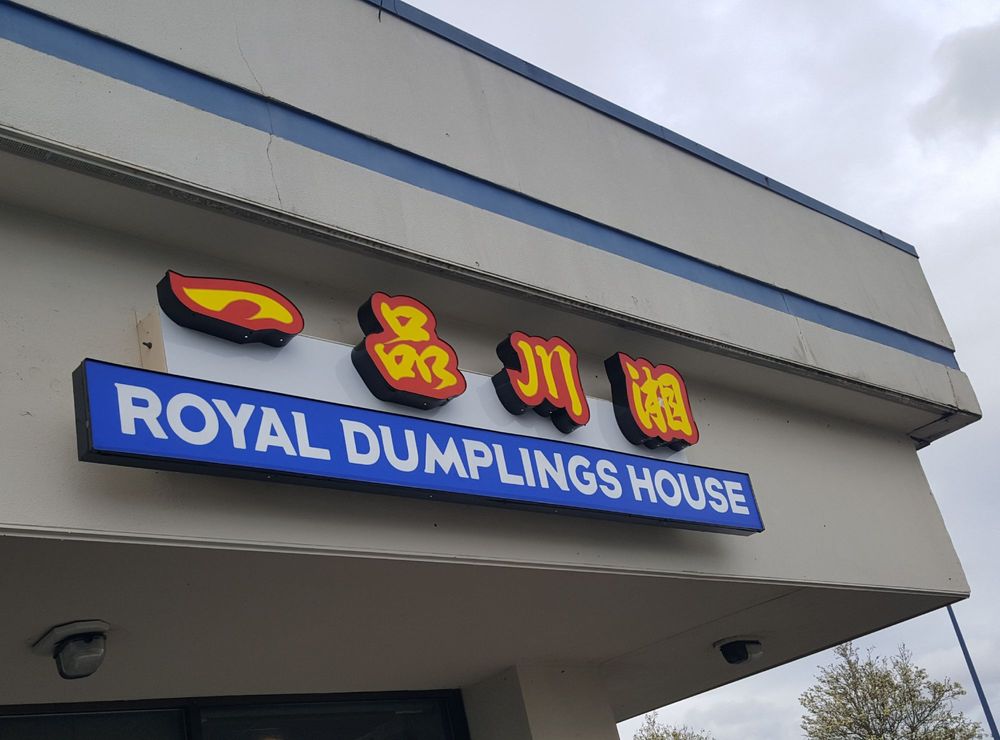 一品川湘
ROYAL DUMPLINGS HOUSE